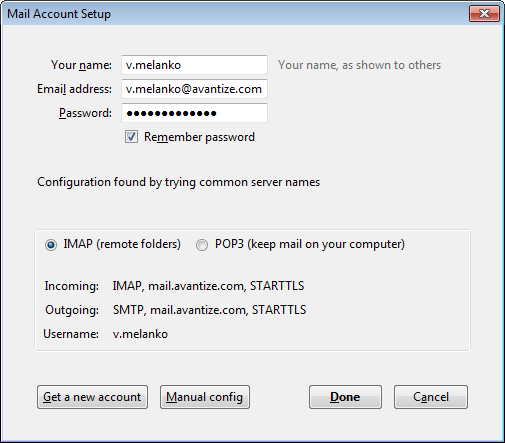 Mail Account Setup
Your name: v.melanko Your name, as shown to others
Email address: v.melanko@avantize.com
Password: •••••••••••••
Remember password
Configuration found by trying common server names
IMAP (remote folders) POP3 (keep mail on your computer)
Incoming: IMAP, mail.avantize.com, STARTTLS
Outgoing: SMTP, mail.avantize.com, STARTTLS
Username: v.melanko
Get a new account Manual config Done Cancel